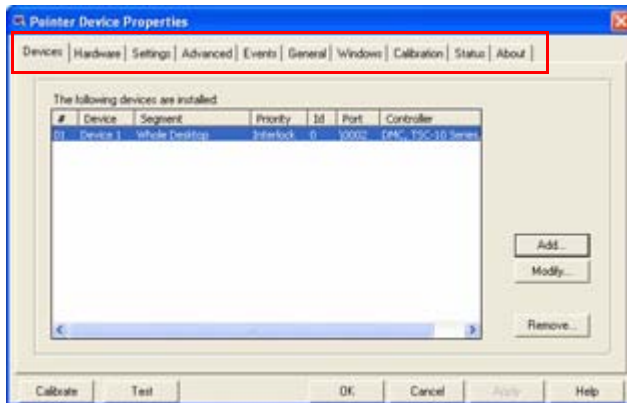 Pointer Device Properties
Devices Hardware Settings Advanced Events General Windows Calibration Status About
The following devices are installed
# Device Segment Priority Id Port Controller
01 Device 1 Whole Desktop Interlock 0 \0002 DMC, TSC-10 Series,
Add...
Modify...
Remove...
Calibrate Test OK Cancel Apply Help